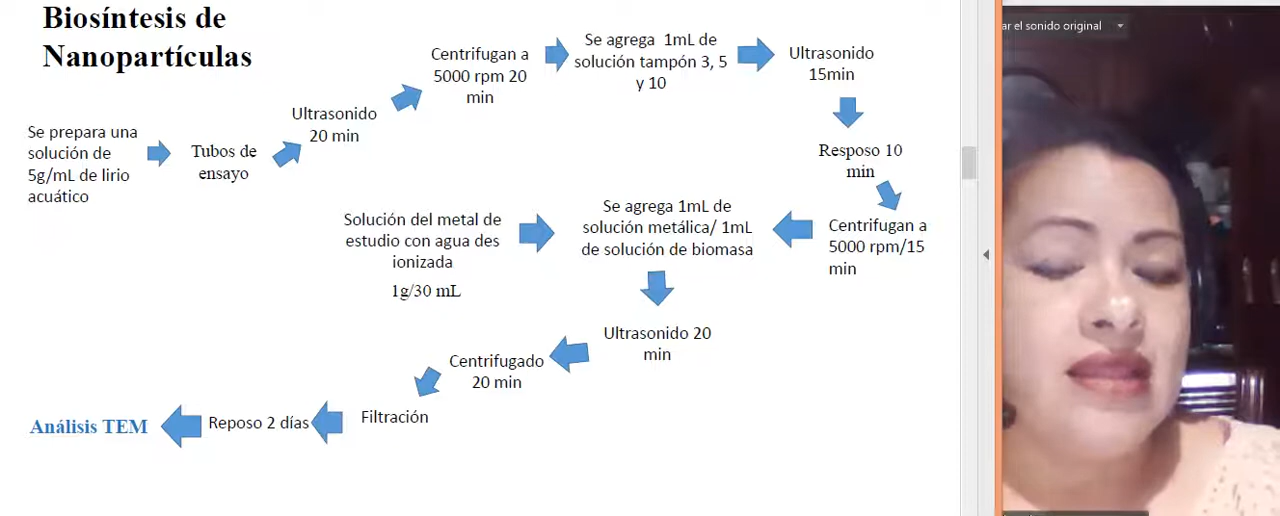 Biosíntesis de
Nanopartículas
Se prepara una
solución de
5g/mL de lirio
acuático
Tubos de
ensayo
Ultrasonido
20 min
Centrifugan a
5000 rpm 20
min
Se agrega 1mL de
solución tampón 3, 5
y 10
Ultrasonido
15min
Resposo 10
min
Centrifugan a
5000 rpm/15
min
Se agrega 1mL de
solución metálica/ 1mL
de solución de biomasa
Solución del metal de
estudio con agua des
ionizada
1g/30 mL
Ultrasonido 20
min
Centrifugado
20 min
Filtración
Reposo 2 días
Análisis TEM
ar el sonido original